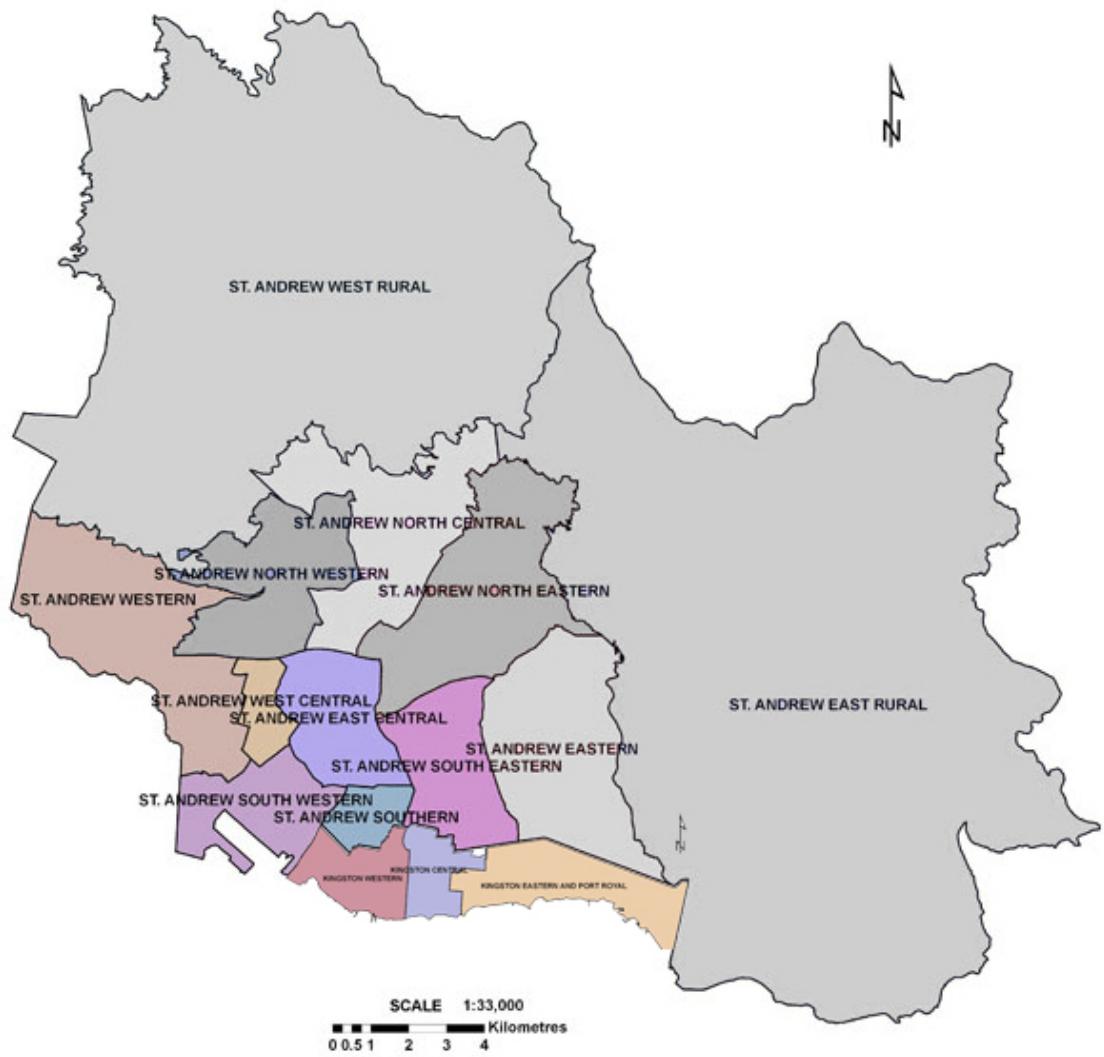 N
ST. ANDREW WEST RURAL
ST. ANDREW NORTH CENTRAL
ST. ANDREW NORTH WESTERN
ST. ANDREW NORTH EASTERN
ST. ANDREW WESTERN
ST. ANDREW WEST CENTRAL
ST. ANDREW EAST RURAL
ST. ANDREW EAST CENTRAL
ST. ANDREW EASTERN
ST. ANDREW SOUTH EASTERN
ST. ANDREW SOUTH WESTERN
ST. ANDREW SOUTHERN
N
KINGSTON CENTRAL
KINGSTON WESTERN
KINGSTON EASTERN AND PORT ROYAL
SCALE 1:33,000
Kilometres
0 0.5 1 2 3 4